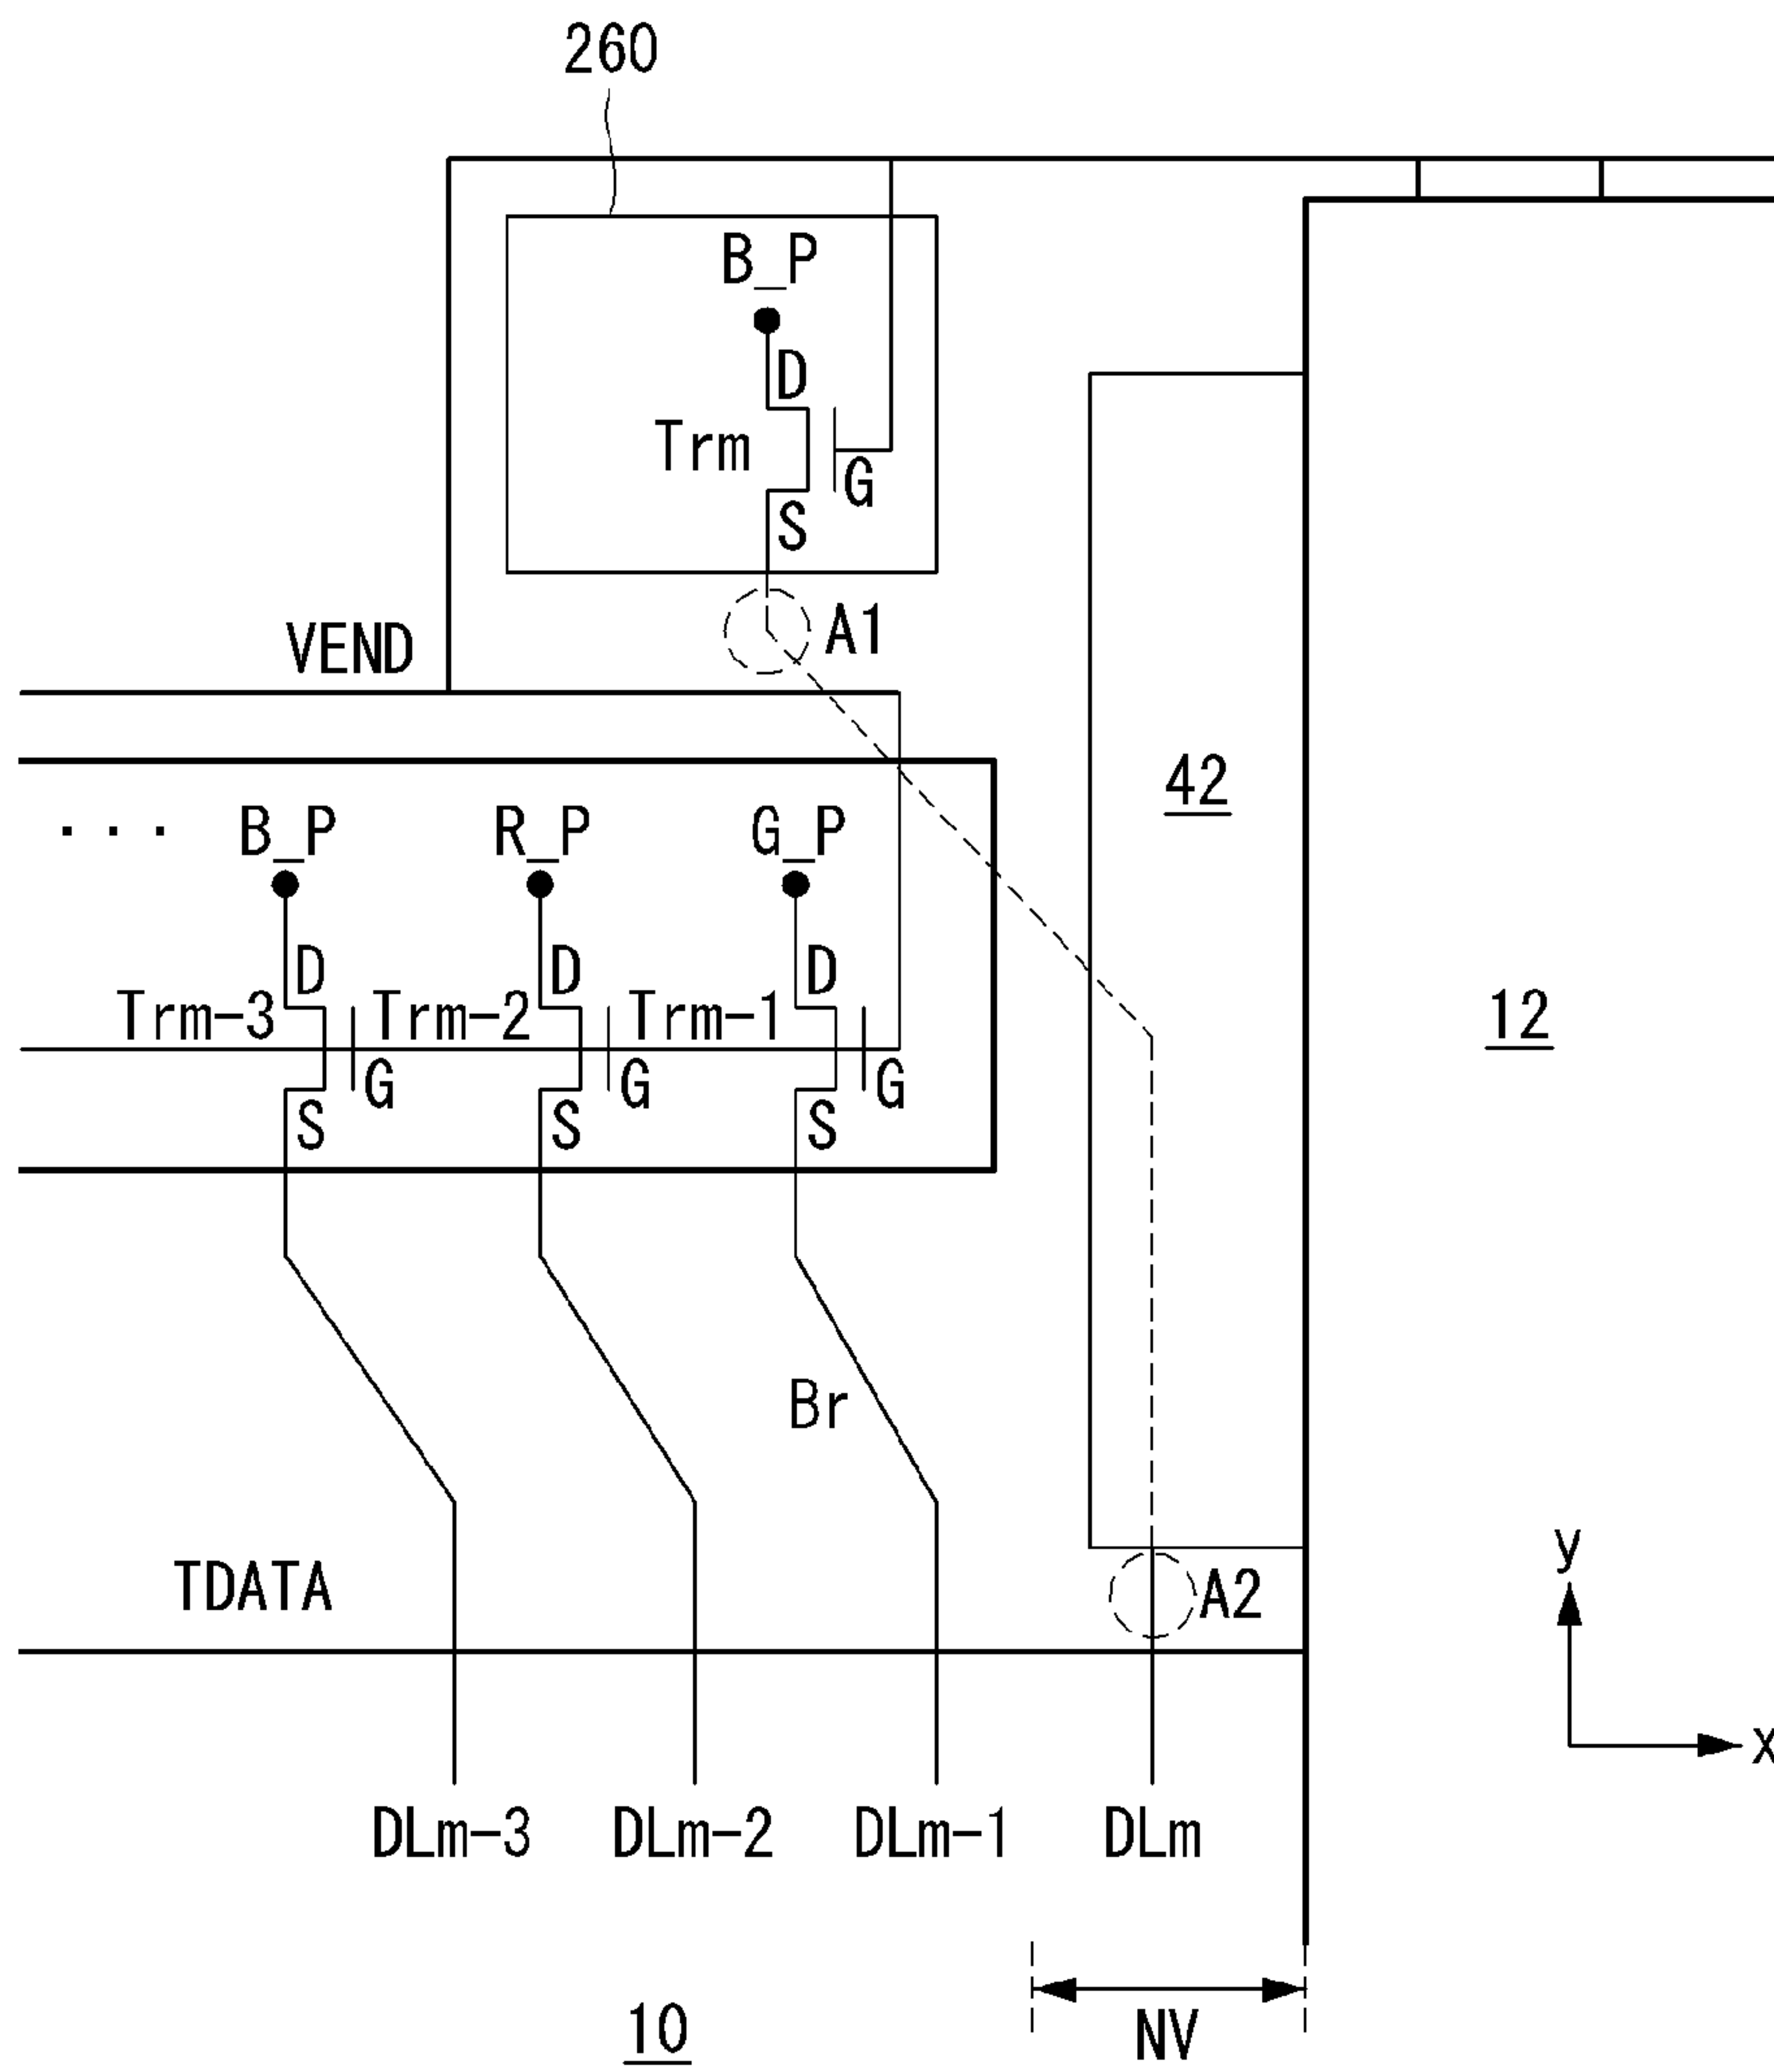 260
B_P
D
Trm
G
S
A1
VEND
42
· · · B_P R_P G_P
D D D
Trm-3 Trm-2 Trm-1
12
G G G
S S S
Br
y
TDATA
A2
x
DLm-3 DLm-2 DLm-1 DLm
10
NV